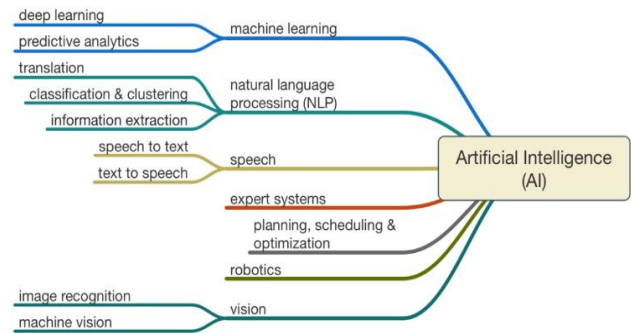 deep learning
predictive analytics
machine learning
translation
classification & clustering
information extraction
natural language
processing (NLP)
speech to text
text to speech
speech
expert systems
planning, scheduling &
optimization
robotics
image recognition
machine vision
vision
Artificial Intelligence
(AI)